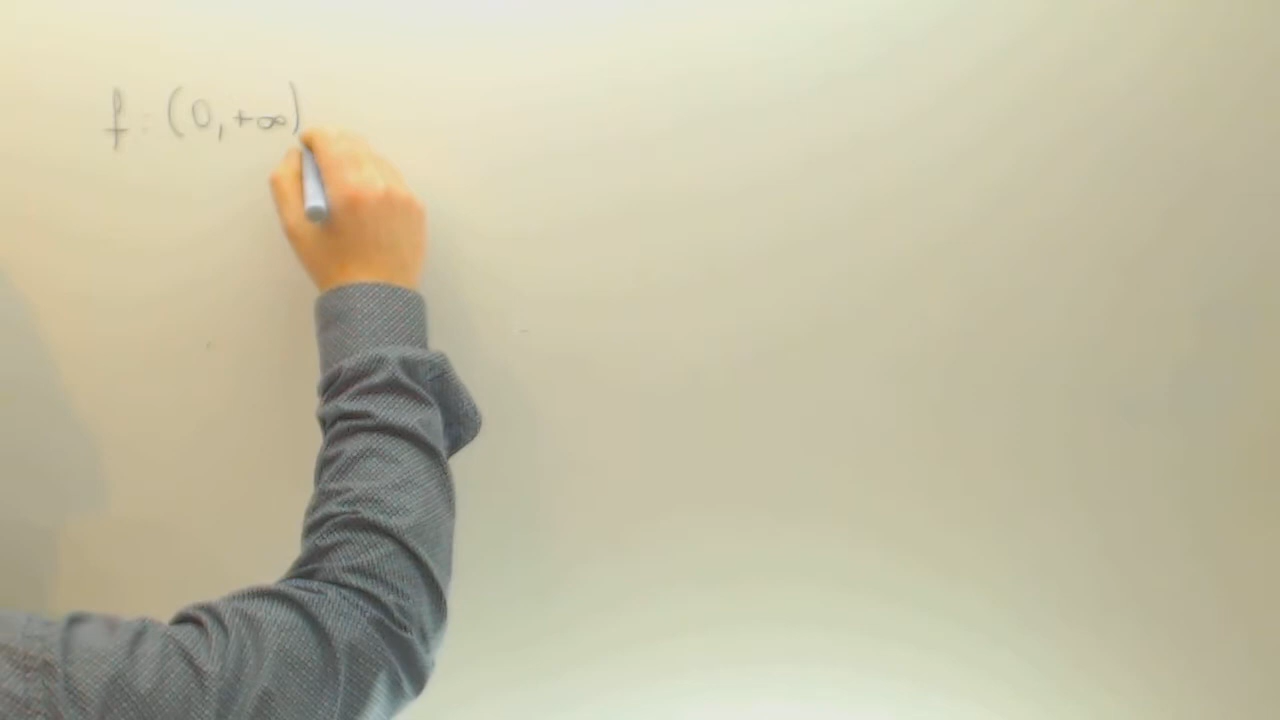 f : (0, +∞)